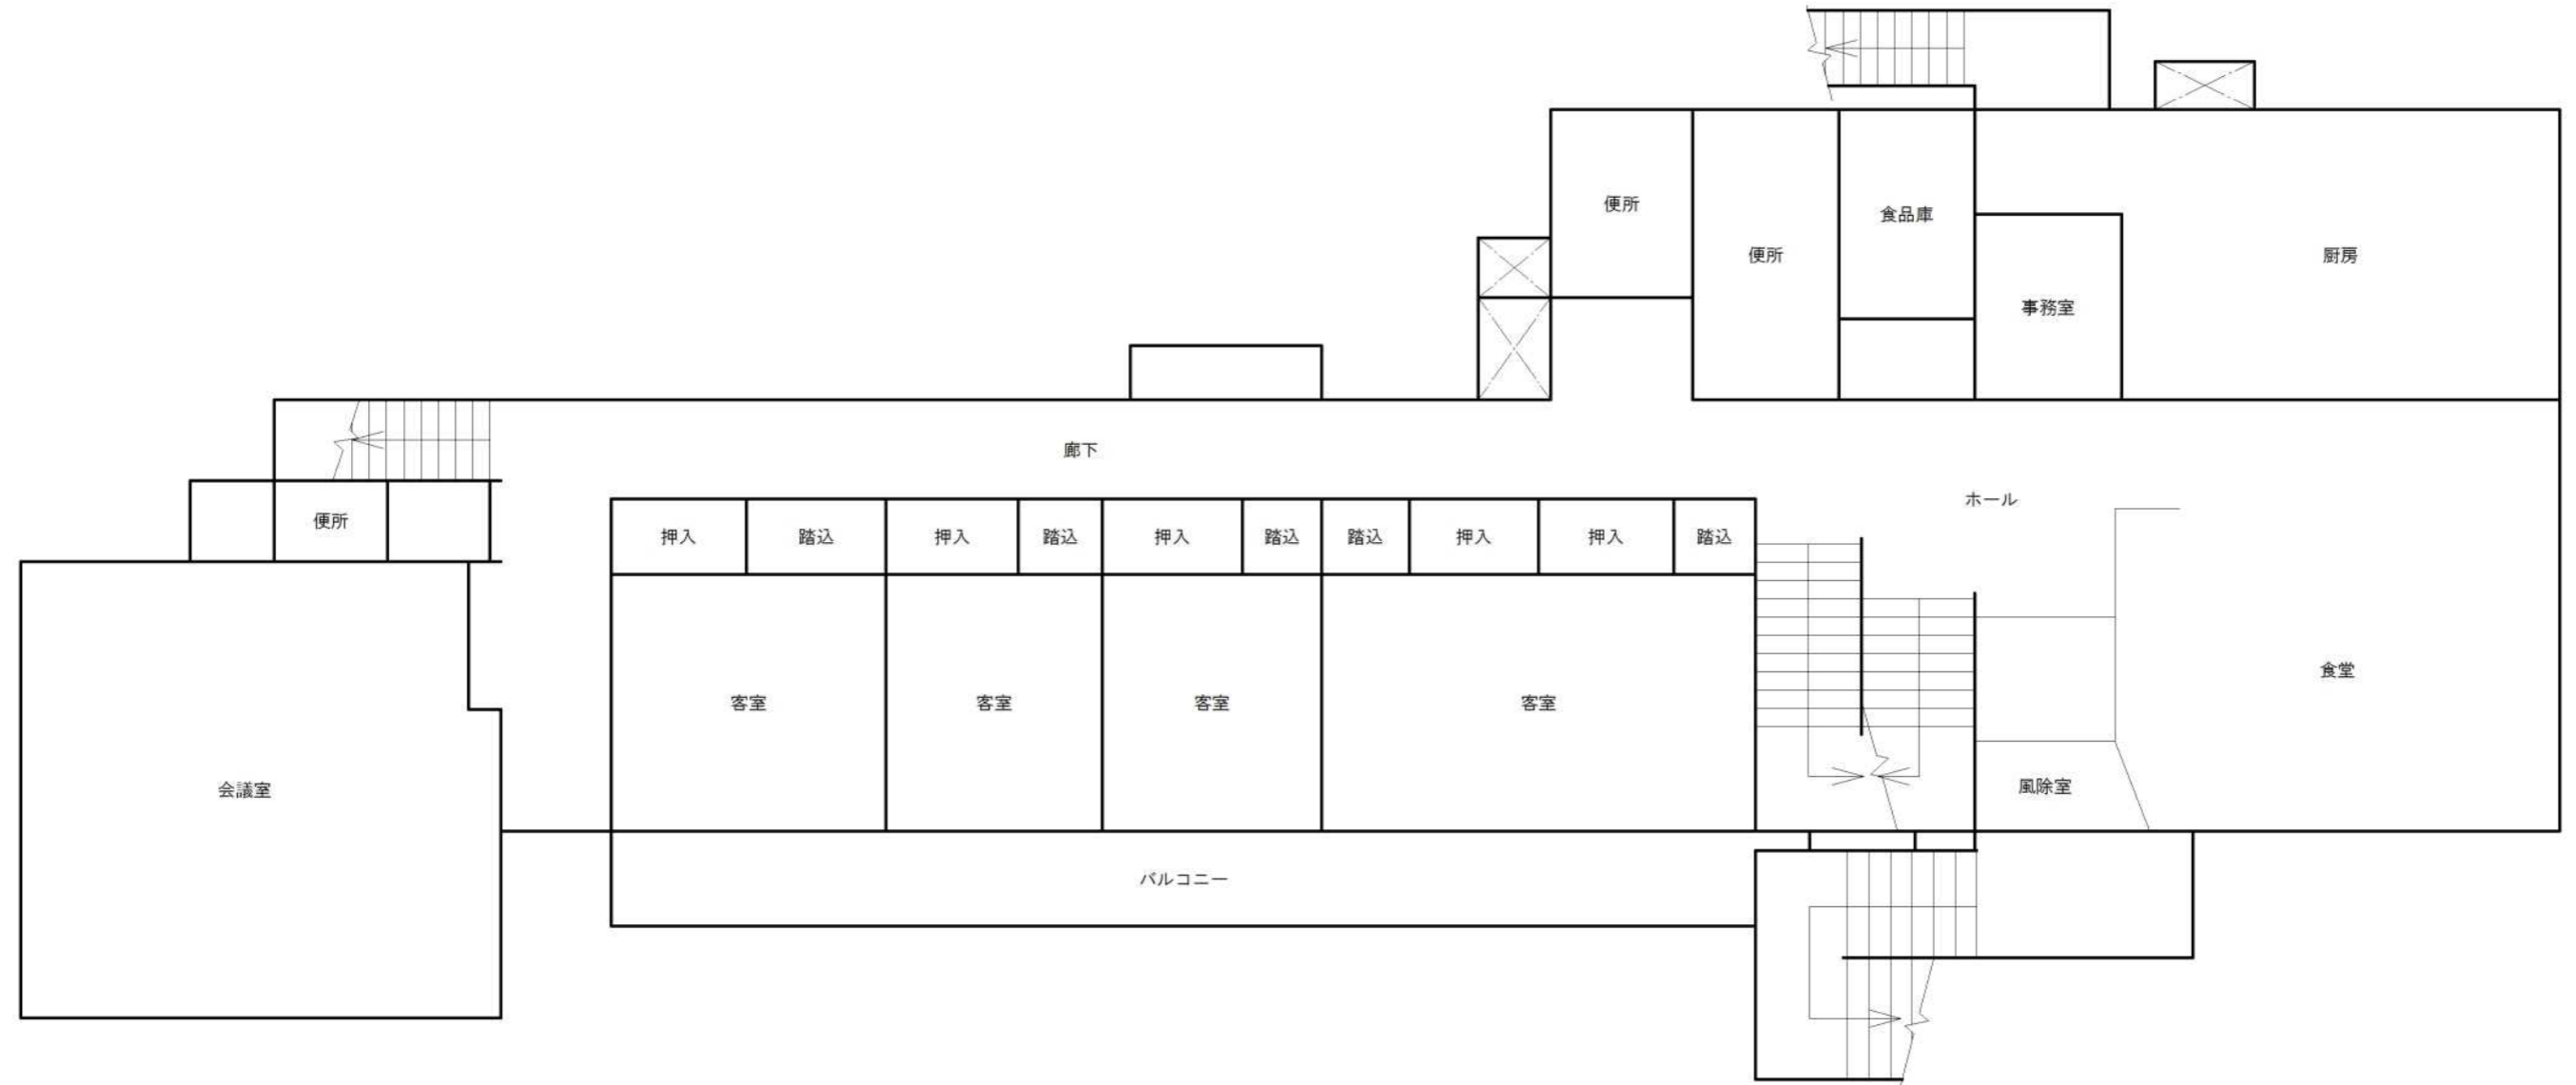 便所
食品庫
便所
厨房
事務室
廊下
ホール
便所
押入
踏込
押入
踏込
押入
踏込
踏込
押入
押入
踏込
食堂
客室
客室
客室
客室
会議室
風除室
バルコニー